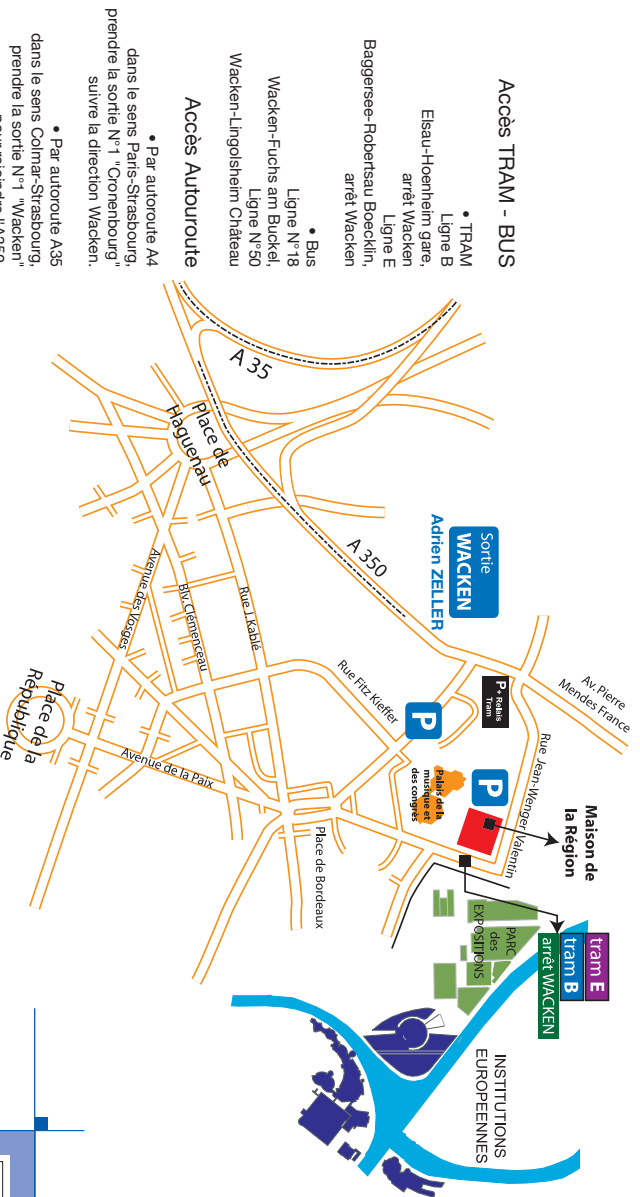 Accès TRAM - BUS
• TRAM
Ligne B
Elsau-Hoenheim gare,
arrêt Wacken
Ligne E
Baggersee-Robertsau Boecklin,
arrêt Wacken
• Bus
Ligne N°18
Wacken-Fuchs am Buckel,
Ligne N°50
Wacken-Lingolsheim Château
Accès Autouroute
• Par autoroute A4
dans le sens Paris-Strasbourg,
prendre la sortie N°1 "Cronenbourg"
suivre la direction Wacken.
• Par autoroute A35
dans le sens Colmar-Strasbourg,
prendre la sortie N°1 "Wacken"
pour rejoindre l'A350
A 35
Place de
Haguenau
A 350
Sortie
WACKEN
Adrien ZELLER
Av. Pierre
Mendes France
P+ Relais
Tram
Rue Jean-Wenger-Valentin
P
P
Palais de la
musique et
des congrès
Maison de
la Région
tram E
tram B
arrêt WACKEN
PARC
des
EXPOSITIONS
INSTITUTIONS
EUROPEENNES
Rue Fitz Kieffer
Rue J. Kablé
Blv. Clémenceau
Avenue des Vosges
Avenue de la Paix
Place de Bordeaux
Place de la
République